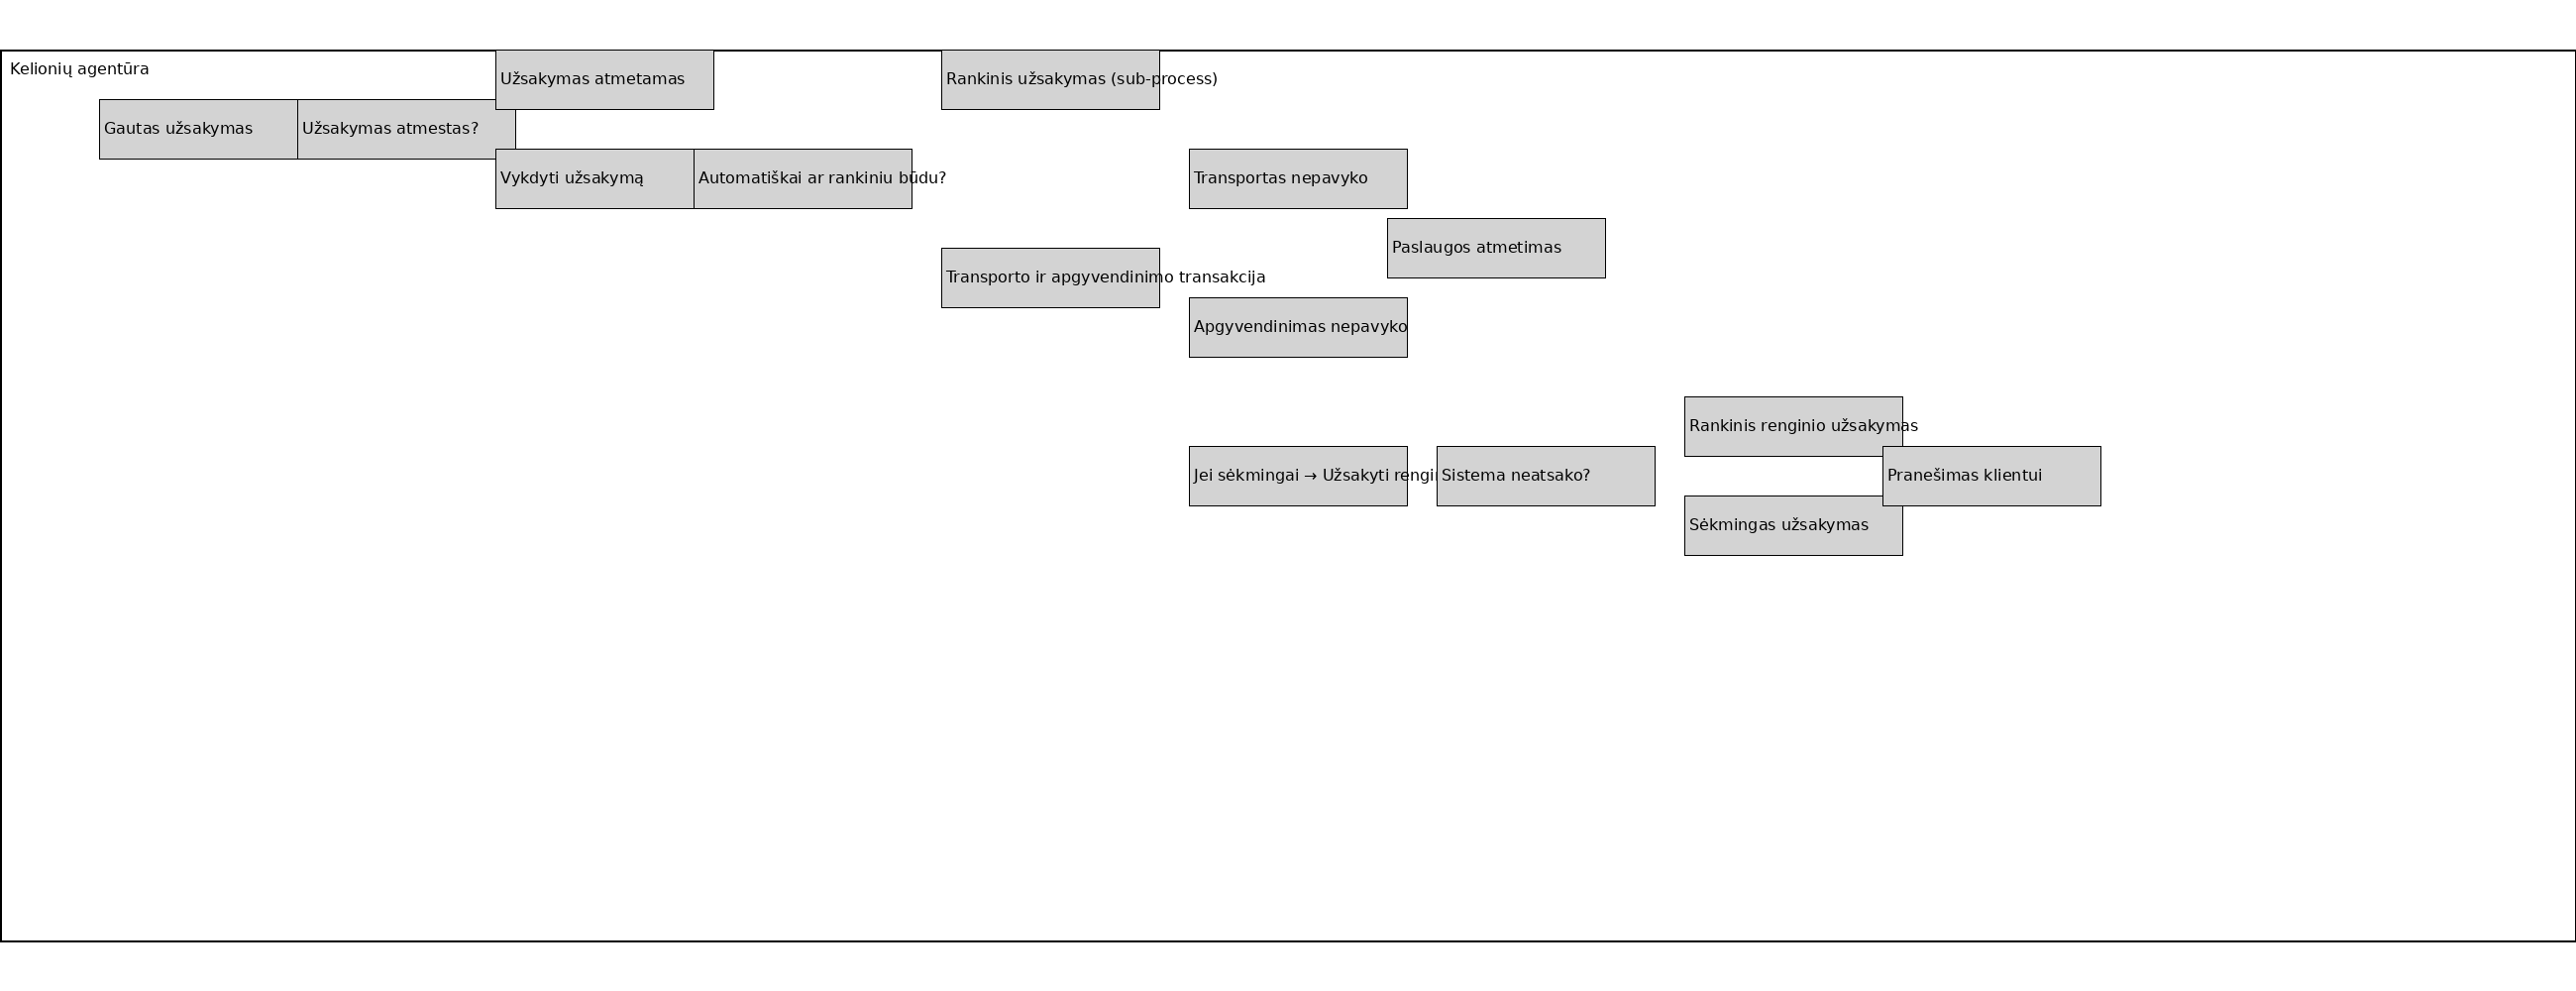 Kelionių agentūra
Užsakymas atmetamas
Rankinis užsakymas (sub-process)
Gautas užsakymas
Užsakymas atmestas?
Vykdyti užsakymą
Automatiškai ar rankiniu būdu?
Transportas nepavyko
Paslaugos atmetimas
Transporto ir apgyvendinimo transakcija
Apgyvendinimas nepavyko
Rankinis renginio užsakymas
Jei sėkmingai → Užsakyti
Sistema neatsako?
Pranešimas klientui
Sėkmingas užsakymas